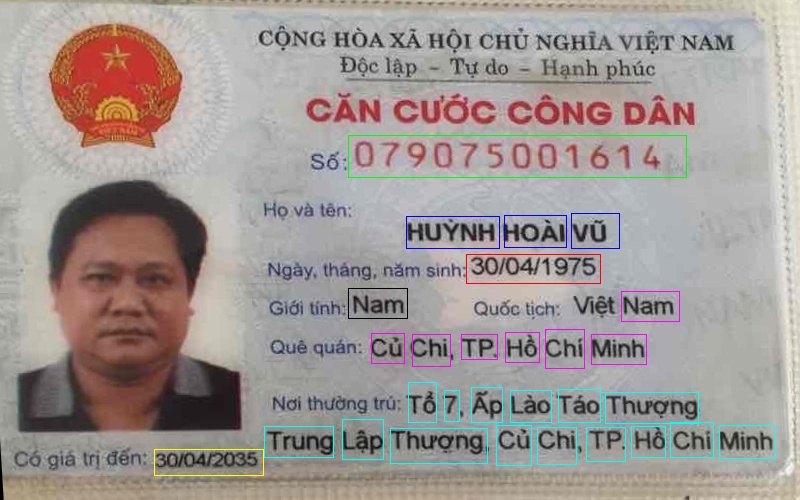 CỘNG HÒA XÃ HỘI CHỦ NGHĨA VIỆT NAM
Độc lập - Tự do - Hạnh phúc
CĂN CƯỚC CÔNG DÂN
Số: 079075001614
Họ và tên:
HUỲNH HOÀI VŨ
Ngày, tháng, năm sinh: 30/04/1975
Giới tính: Nam Quốc tịch: Việt Nam
Quê quán: Củ Chi, TP. Hồ Chí Minh
Nơi thường trú: Tổ 7, Ấp Lào Táo Thượng
Trung Lập Thượng, Củ Chi, TP. Hồ Chi Minh
Có giá trị đến: 30/04/2035